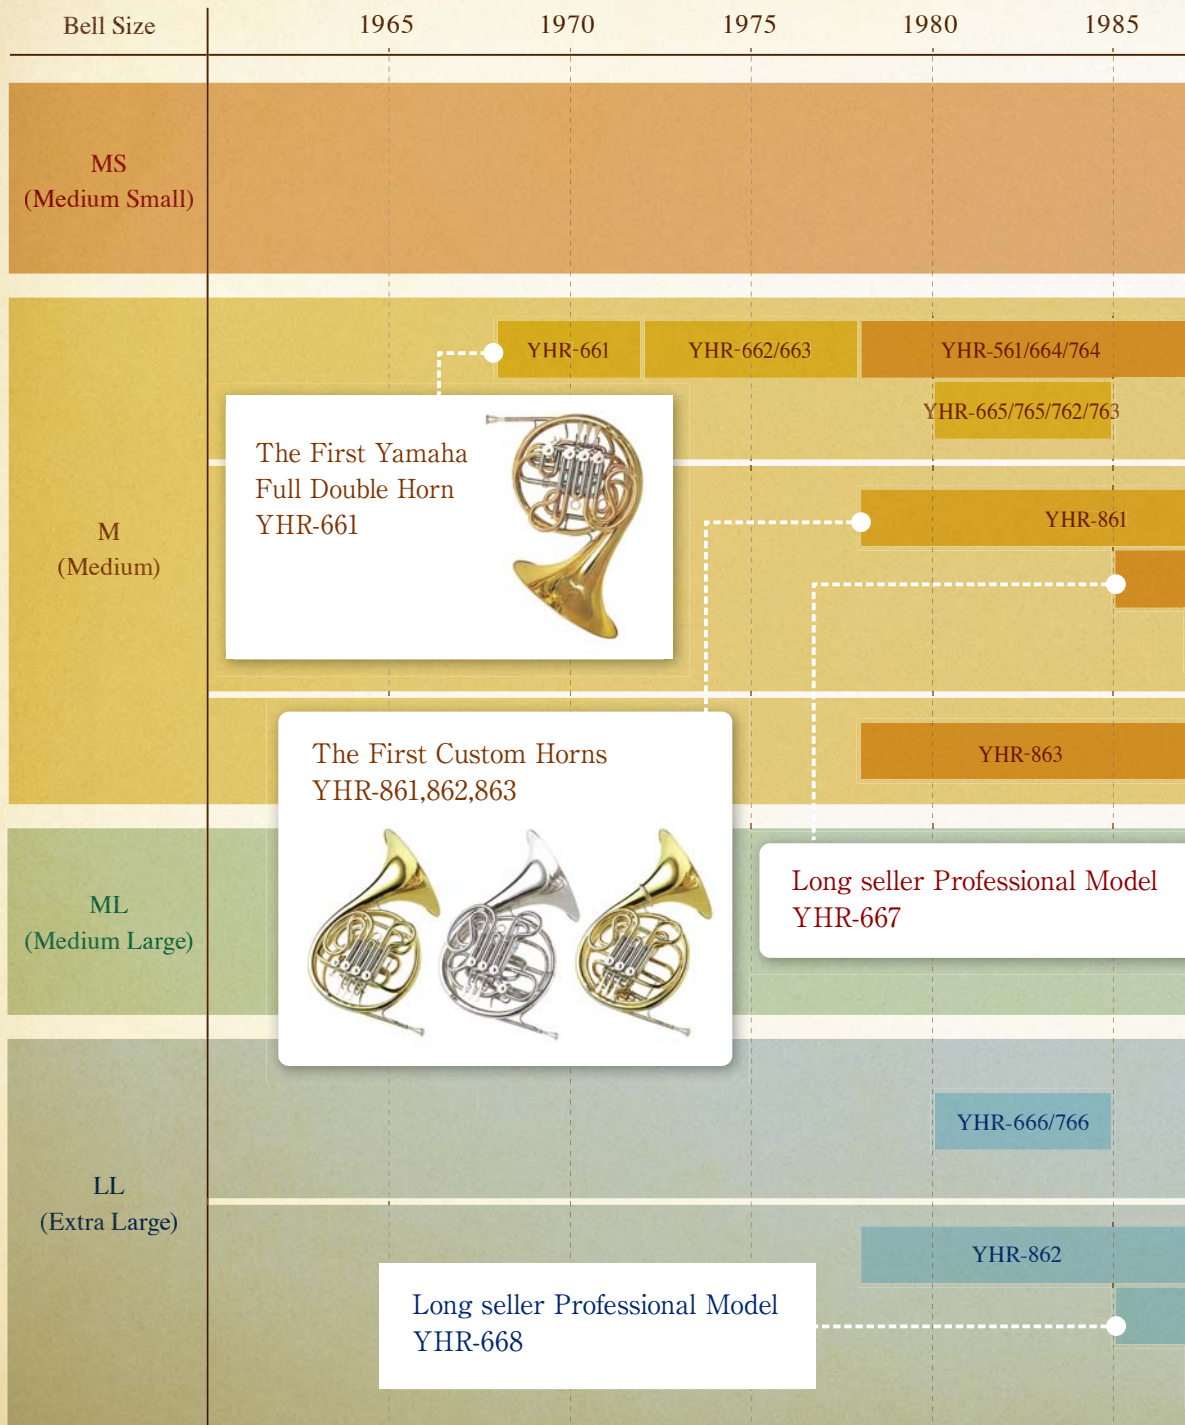 Bell Size
1965
1970
1975
1980
1985
MS
(Medium Small)
YHR-661
YHR-662/663
YHR-561/664/764
YHR-665/765/762/763
The First Yamaha
Full Double Horn
YHR-661
M
(Medium)
YHR-861
YHR-863
The First Custom Horns
YHR-861,862,863
ML
(Medium Large)
Long seller Professional Model
YHR-667
YHR-666/766
LL
(Extra Large)
YHR-862
Long seller Professional Model
YHR-668